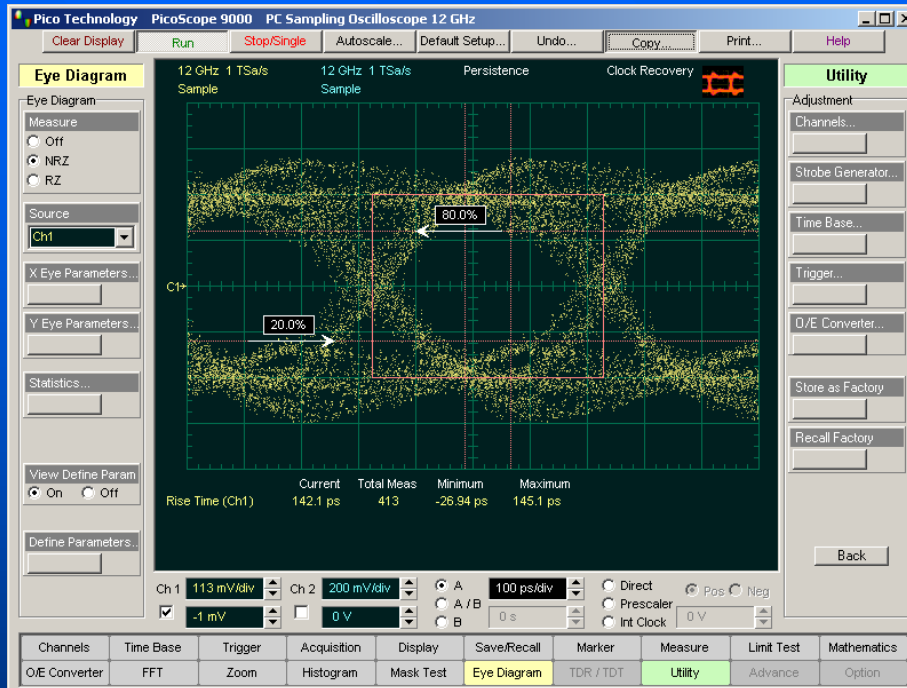 Pico Technology PicoScope 9000 PC Sampling Oscilloscope 12 GHz
Clear Display Run Stop/Single Autoscale... Default Setup... Undo... Copy... Print... Help
Eye Diagram
Eye Diagram
Measure
Off
NRZ
RZ
Source
Ch1
X Eye Parameters...
Y Eye Parameters...
Statistics...
View Define Param
On Off
Define Parameters...
12 GHz 1 TSa/s 12 GHz 1 TSa/s Persistence Clock Recovery
Sample Sample
80.0%
C1
20.0%
Current Total Meas Minimum Maximum
Rise Time (Ch1) 142.1 ps 413 -26.94 ps 145.1 ps
Utility
Adjustment
Channels...
Strobe Generator...
Time Base...
Trigger...
O/E Converter...
Store as Factory
Recall Factory
Back
Ch 1 113 mV/div Ch 2 200 mV/div A 100 ps/div Direct Pos Neg
A / B Prescaler
-1 mV 0 V B 0 s Int Clock 0 V
Channels Time Base Trigger Acquisition Display Save/Recall Marker Measure Limit Test Mathematics
O/E Converter FFT Zoom Histogram Mask Test Eye Diagram TDR / TDT Utility Advance Option